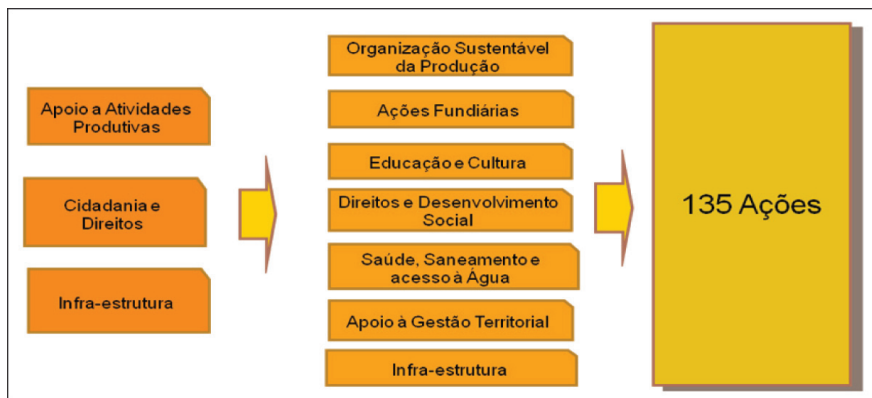 Apoio a Atividades
Produtivas
Cidadania e
Direitos
Infra-estrutura
Organização Sustentável
da Produção
Ações Fundiárias
Educação e Cultura
Direitos e Desenvolvimento
Social
Saúde, Saneamento e
acesso à Água
Apoio à Gestão Territorial
Infra-estrutura
135 Ações